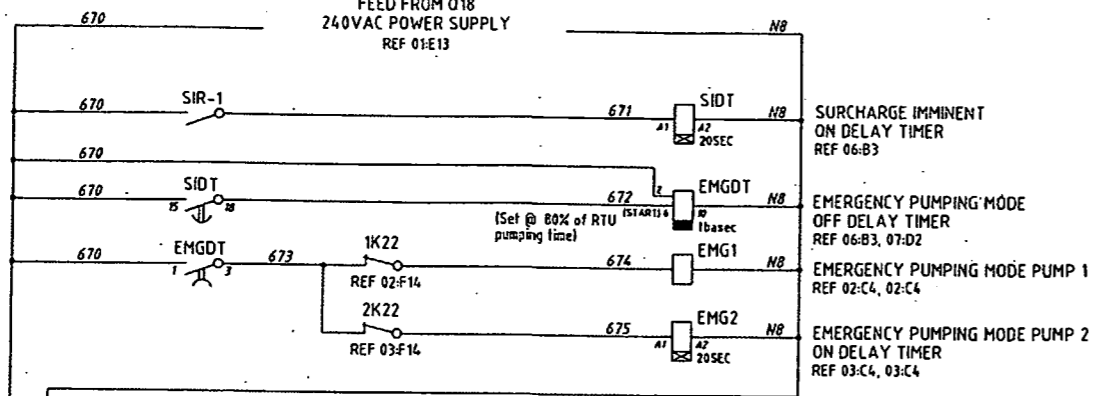 FEED FROM Q18
670
240VAC POWER SUPPLY
N8
REF 01:E13
670
SIR-1
671
SIDT
A1 A2
20SEC
N8
SURCHARGE IMMINENT
ON DELAY TIMER
REF 06:B3
670
670
SIDT
15 18
(Set @ 80% of RTU
pumping time)
672
(START) 6
2
EMGDT
10
N8
EMERGENCY PUMPING MODE
OFF DELAY TIMER
REF 06:B3, 07:D2
670
EMGDT
1 3
673
1K22
REF 02:F14
674
EMG1
N8
EMERGENCY PUMPING MODE PUMP 1
REF 02:C4, 02:C4
2K22
REF 03:F14
675
EMG2
A1 A2
20SEC
N8
EMERGENCY PUMPING MODE PUMP 2
ON DELAY TIMER
REF 03:C4, 03:C4